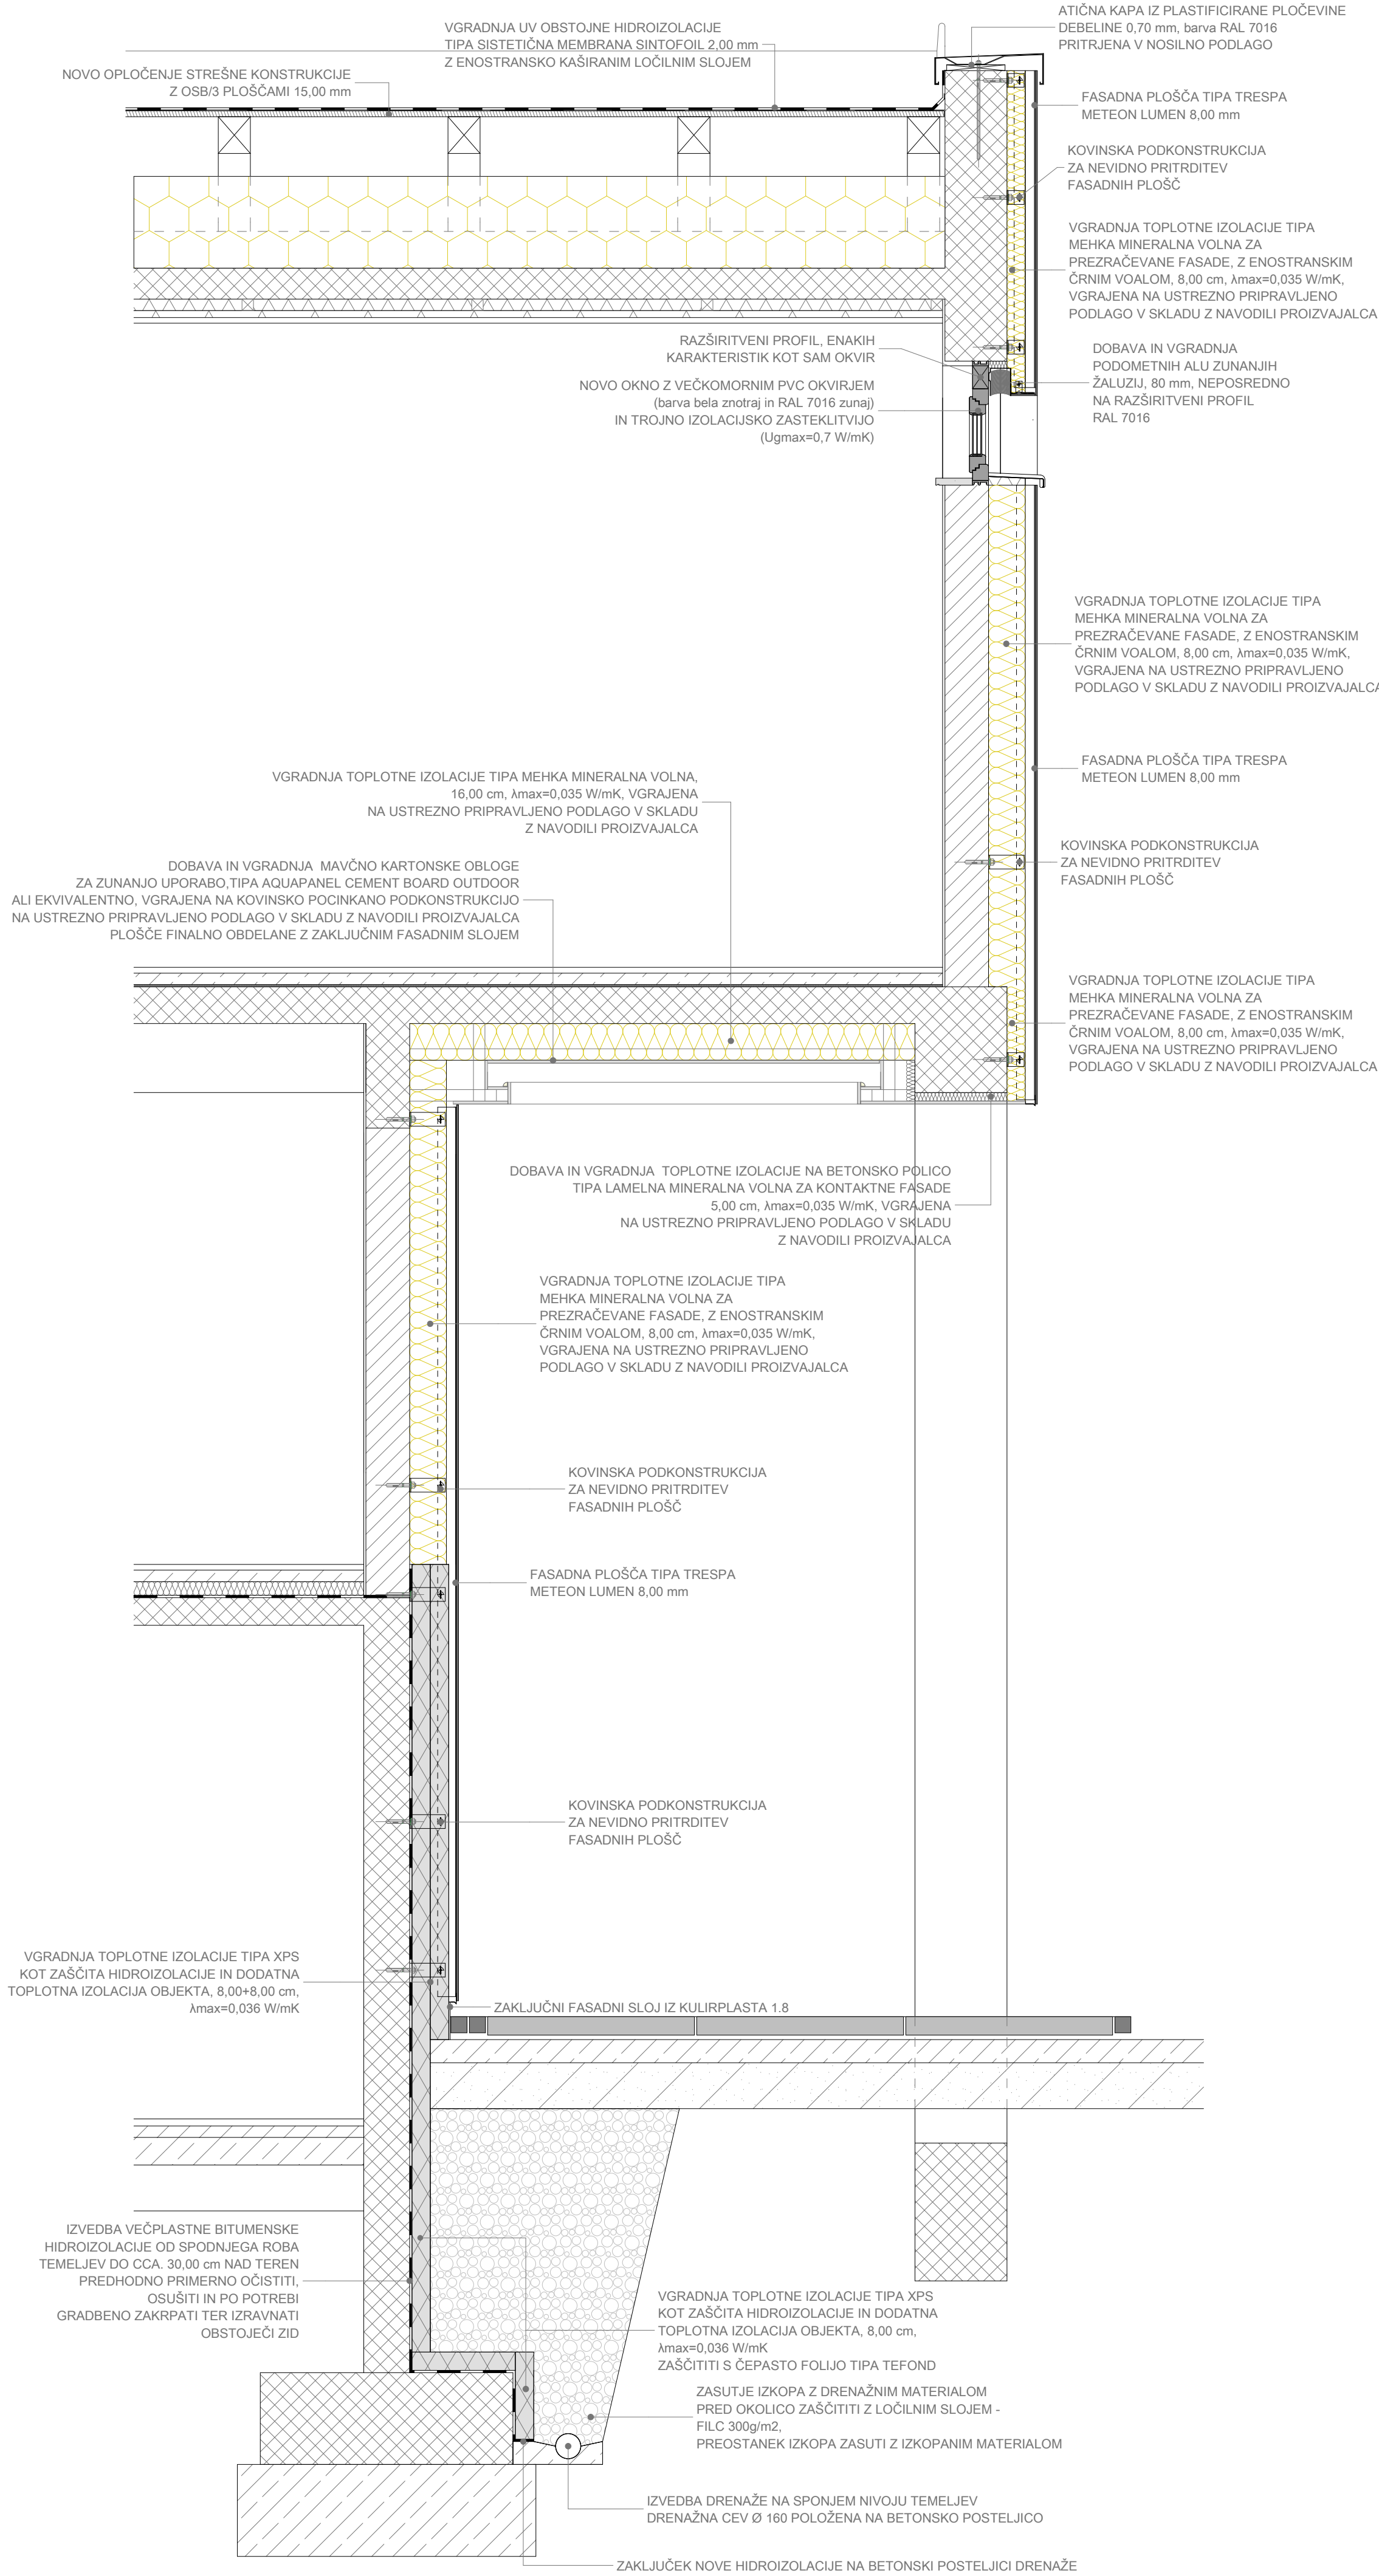 ATIČNA KAPA IZ PLASTIFICIRANE PLOČEVINE
DEBELINE 0,70 mm, barva RAL 7016
PRITRJENA V NOSILNO PODLAGO
VGRADNJA UV OBSTOJNE HIDROIZOLACIJE
TIPA SISTETIČNA MEMBRANA SINTOFOIL 2,00 mm
Z ENOSTRANSKO KAŠIRANIM LOČILNIM SLOJEM
NOVO OPLOČENJE STREŠNE KONSTRUKCIJE
Z OSB/3 PLOŠČAMI 15,00 mm
FASADNA PLOŠČA TIPA TRESPA
METEON LUMEN 8,00 mm
KOVINSKA PODKONSTRUKCIJA
ZA NEVIDNO PRITRDITEV
FASADNIH PLOŠČ
VGRADNJA TOPLOTNE IZOLACIJE TIPA
MEHKA MINERALNA VOLNA ZA
PREZRAČEVANE FASADE, Z ENOSTRANSKIM
ČRNIM VOALOM, 8,00 cm, λmax=0,035 W/mK,
VGRAJENA NA USTREZNO PRIPRAVLJENO
PODLAGO V SKLADU Z NAVODILI PROIZVAJALCA
RAZŠIRITVENI PROFIL, ENAKIH
KARAKTERISTIK KOT SAM OKVIR
DOBAVA IN VGRADNJA
PODOMETNIH ALU ZUNANJIH
ŽALUZIJ, 80 mm, NEPOSREDNO
NA RAZŠIRITVENI PROFIL
RAL 7016
NOVO OKNO Z VEČKOMORNIM PVC OKVIRJEM
(barva bela znotraj in RAL 7016 zunaj)
IN TROJNO IZOLACIJSKO ZASTEKLITVIJO
(Ugmax=0,7 W/mK)
VGRADNJA TOPLOTNE IZOLACIJE TIPA
MEHKA MINERALNA VOLNA ZA
PREZRAČEVANE FASADE, Z ENOSTRANSKIM
ČRNIM VOALOM, 8,00 cm, λmax=0,035 W/mK,
VGRAJENA NA USTREZNO PRIPRAVLJENO
PODLAGO V SKLADU Z NAVODILI PROIZVAJALCA
FASADNA PLOŠČA TIPA TRESPA
METEON LUMEN 8,00 mm
VGRADNJA TOPLOTNE IZOLACIJE TIPA MEHKA MINERALNA VOLNA,
16,00 cm, λmax=0,035 W/mK, VGRAJENA
NA USTREZNO PRIPRAVLJENO PODLAGO V SKLADU
Z NAVODILI PROIZVAJALCA
KOVINSKA PODKONSTRUKCIJA
ZA NEVIDNO PRITRDITEV
FASADNIH PLOŠČ
DOBAVA IN VGRADNJA  MAVČNO KARTONSKE OBLOGE
ZA ZUNANJO UPORABO,TIPA AQUAPANEL CEMENT BOARD OUTDOOR
ALI EKVIVALENTNO, VGRAJENA NA KOVINSKO POCINKANO PODKONSTRUKCIJO
NA USTREZNO PRIPRAVLJENO PODLAGO V SKLADU Z NAVODILI PROIZVAJALCA
PLOŠČE FINALNO OBDELANE Z ZAKLJUČNIM FASADNIM SLOJEM
VGRADNJA TOPLOTNE IZOLACIJE TIPA
MEHKA MINERALNA VOLNA ZA
PREZRAČEVANE FASADE, Z ENOSTRANSKIM
ČRNIM VOALOM, 8,00 cm, λmax=0,035 W/mK,
VGRAJENA NA USTREZNO PRIPRAVLJENO
PODLAGO V SKLADU Z NAVODILI PROIZVAJALCA
DOBAVA IN VGRADNJA  TOPLOTNE IZOLACIJE NA BETONSKO POLICO
TIPA LAMELNA MINERALNA VOLNA ZA KONTAKTNE FASADE
5,00 cm, λmax=0,035 W/mK, VGRAJENA
NA USTREZNO PRIPRAVLJENO PODLAGO V SKLADU
Z NAVODILI PROIZVAJALCA
VGRADNJA TOPLOTNE IZOLACIJE TIPA
MEHKA MINERALNA VOLNA ZA
PREZRAČEVANE FASADE, Z ENOSTRANSKIM
ČRNIM VOALOM, 8,00 cm, λmax=0,035 W/mK,
VGRAJENA NA USTREZNO PRIPRAVLJENO
PODLAGO V SKLADU Z NAVODILI PROIZVAJALCA
KOVINSKA PODKONSTRUKCIJA
ZA NEVIDNO PRITRDITEV
FASADNIH PLOŠČ
FASADNA PLOŠČA TIPA TRESPA
METEON LUMEN 8,00 mm
KOVINSKA PODKONSTRUKCIJA
ZA NEVIDNO PRITRDITEV
FASADNIH PLOŠČ
VGRADNJA TOPLOTNE IZOLACIJE TIPA XPS
KOT ZAŠČITA HIDROIZOLACIJE IN DODATNA
TOPLOTNA IZOLACIJA OBJEKTA, 8,00+8,00 cm,
λmax=0,036 W/mK
ZAKLJUČNI FASADNI SLOJ IZ KULIRPLASTA 1.8
IZVEDBA VEČPLASTNE BITUMENSKE
HIDROIZOLACIJE OD SPODNJEGA ROBA
TEMELJEV DO CCA. 30,00 cm NAD TEREN
PREDHODNO PRIMERNO OČISTITI,
OSUŠITI IN PO POTREBI
GRADBENO ZAKRPATI TER IZRAVNATI
OBSTOJEČI ZID
VGRADNJA TOPLOTNE IZOLACIJE TIPA XPS
KOT ZAŠČITA HIDROIZOLACIJE IN DODATNA
TOPLOTNA IZOLACIJA OBJEKTA, 8,00 cm,
λmax=0,036 W/mK
ZAŠČITITI S ČEPASTO FOLIJO TIPA TEFOND
ZASUTJE IZKOPA Z DRENAŽNIM MATERIALOM
PRED OKOLICO ZAŠČITITI Z LOČILNIM SLOJEM -
FILC 300g/m2,
PREOSTANEK IZKOPA ZASUTI Z IZKOPANIM MATERIALOM
IZVEDBA DRENAŽE NA SPONJEM NIVOJU TEMELJEV
DRENAŽNA CEV Ø 160 POLOŽENA NA BETONSKO POSTELJICO
ZAKLJUČEK NOVE HIDROIZOLACIJE NA BETONSKI POSTELJICI DRENAŽE